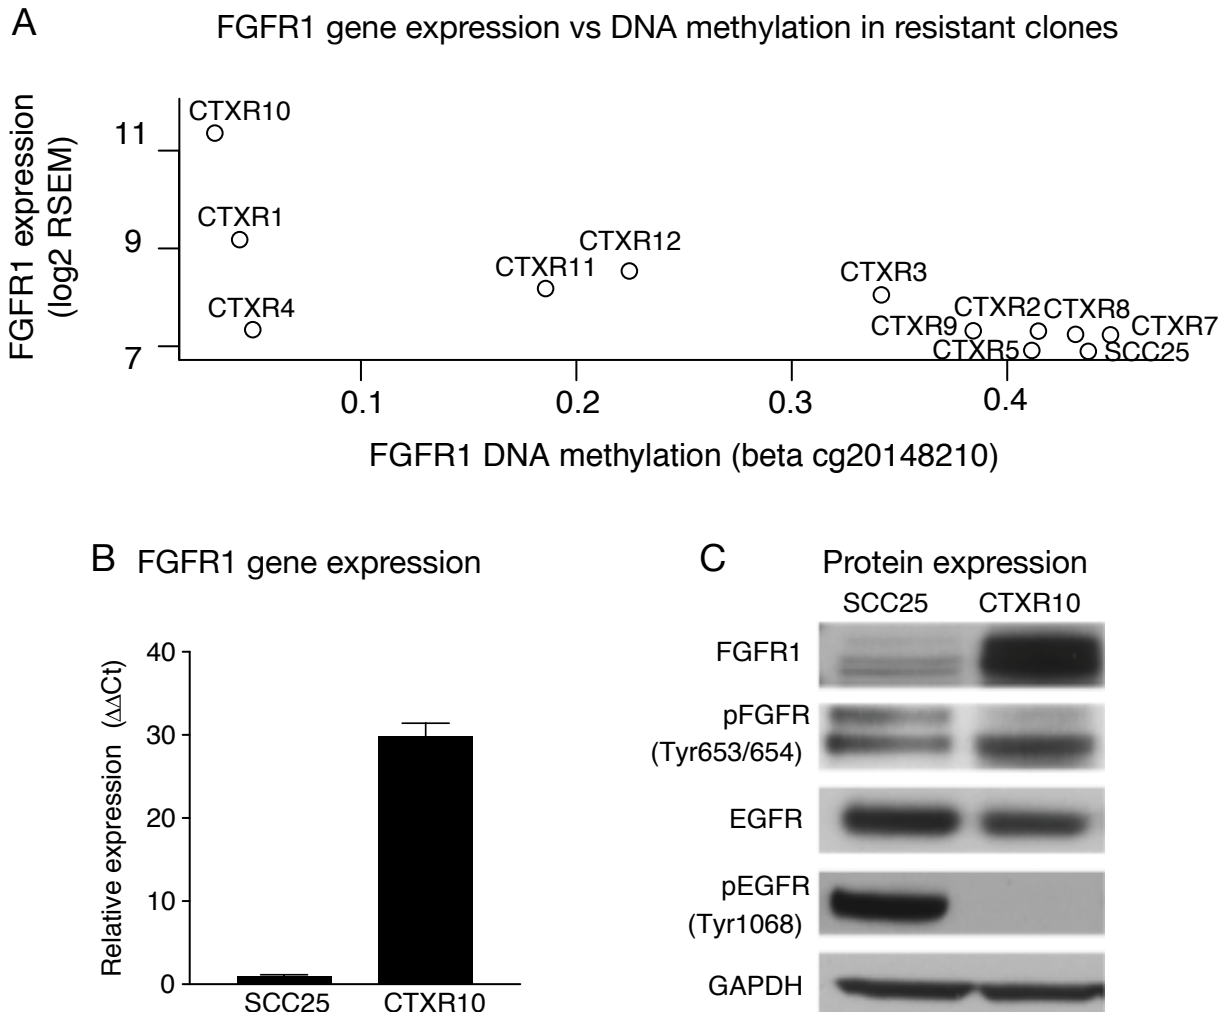 A
FGFR1 gene expression vs DNA methylation in resistant clones
FGFR1 expression
(log2 RSEM)
11
9
7
CTXR10
CTXR1
CTXR4
CTXR11
CTXR12
CTXR3
CTXR9
CTXR2
CTXR8
CTXR7
CTXR5
SCC25
0.1
0.2
0.3
0.4
FGFR1 DNA methylation (beta cg20148210)
B
FGFR1 gene expression
Relative expression (ΔΔCt)
40
30
20
10
0
SCC25
CTXR10
C
Protein expression
SCC25
CTXR10
FGFR1
pFGFR
(Tyr653/654)
EGFR
pEGFR
(Tyr1068)
GAPDH